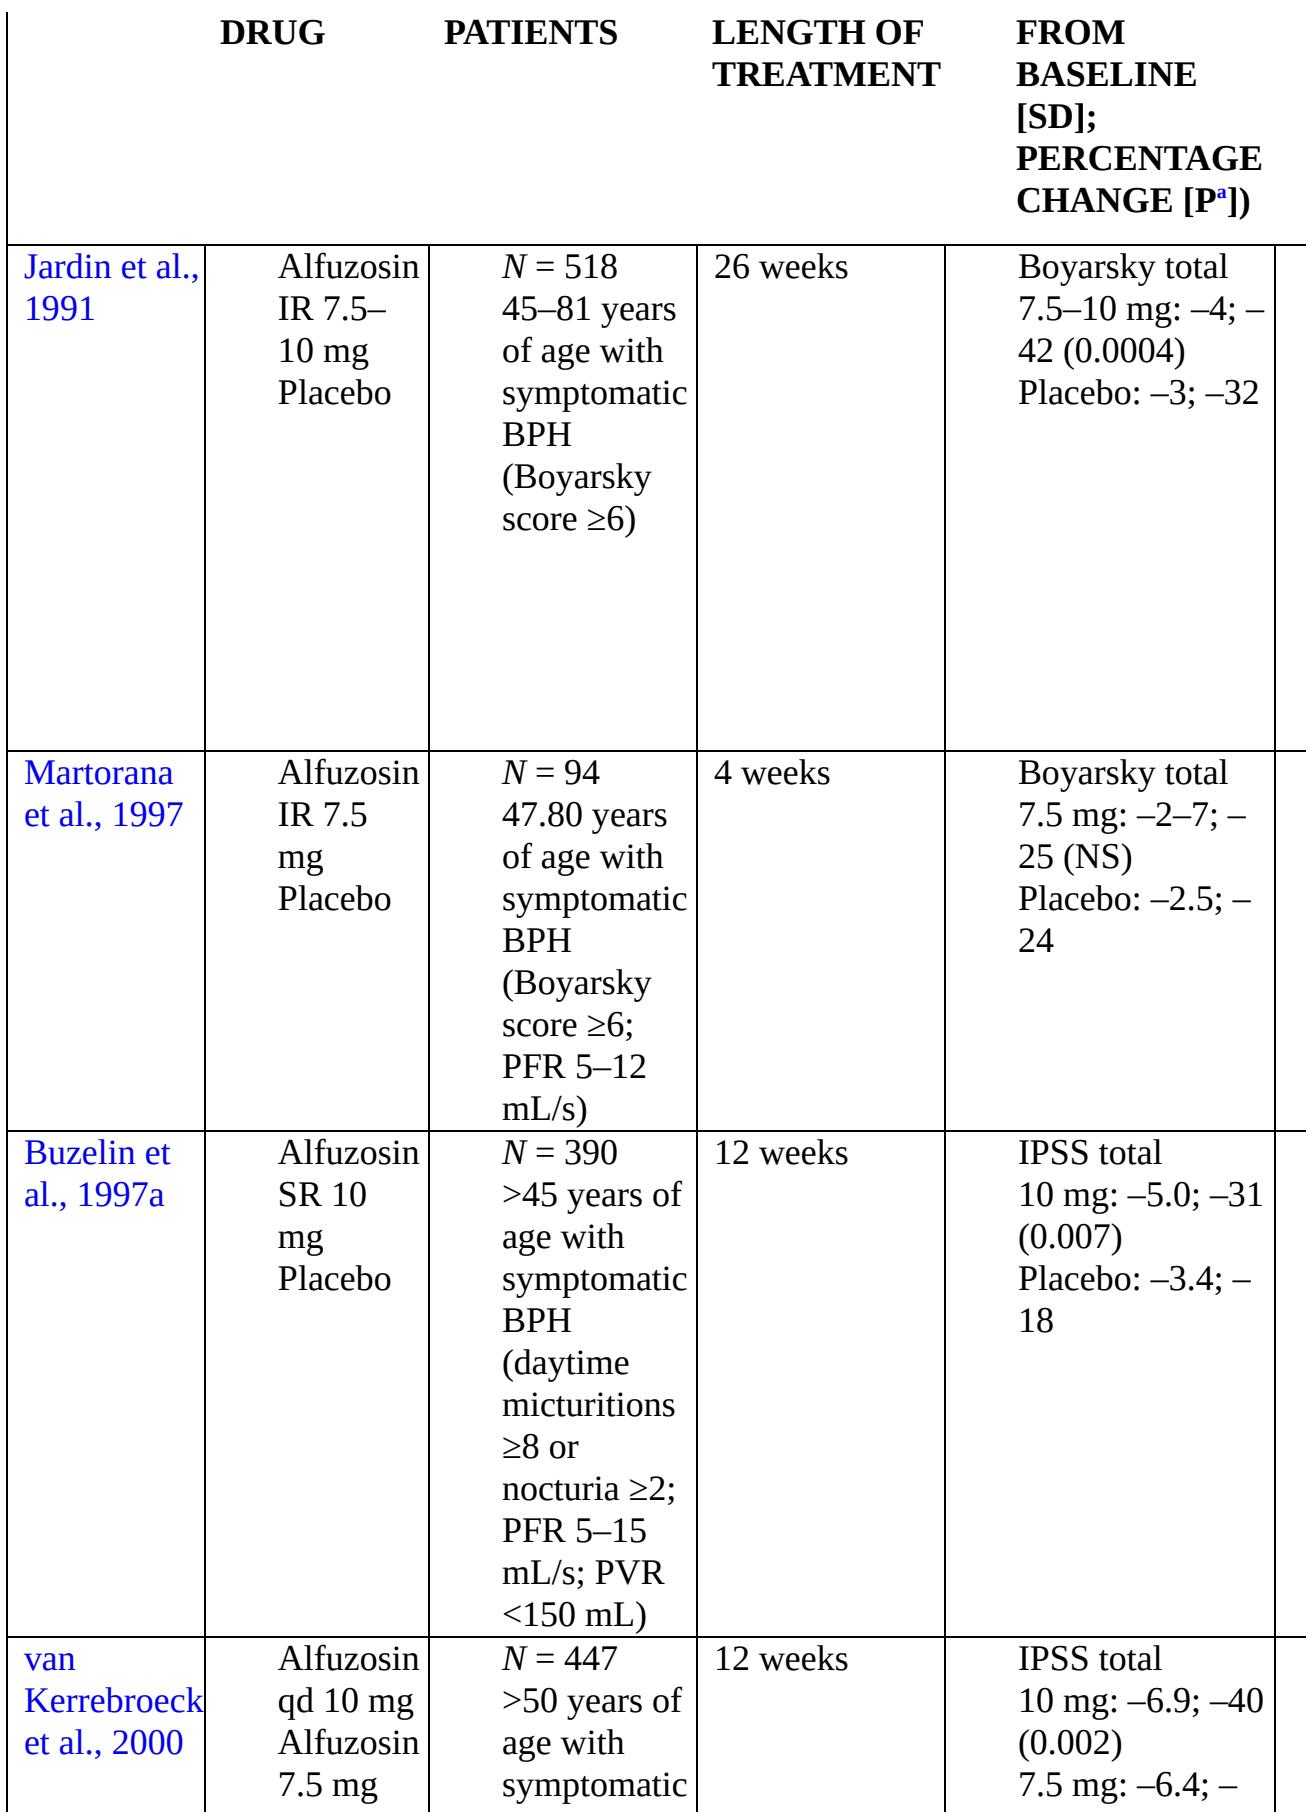 DRUG
PATIENTS
LENGTH OF
TREATMENT
FROM
BASELINE
[SD];
PERCENTAGE
CHANGE [Pa])
Jardin et al.,
1991
Alfuzosin
IR 7.5–
10 mg
Placebo
N = 518
45–81 years
of age with
symptomatic
BPH
(Boyarsky
score ≥6)
26 weeks
Boyarsky total
7.5–10 mg: –4; –
42 (0.0004)
Placebo: –3; –32
Martorana
et al., 1997
Alfuzosin
IR 7.5
mg
Placebo
N = 94
47.80 years
of age with
symptomatic
BPH
(Boyarsky
score ≥6;
PFR 5–12
mL/s)
4 weeks
Boyarsky total
7.5 mg: –2–7; –
25 (NS)
Placebo: –2.5; –
24
Buzelin et
al., 1997a
Alfuzosin
SR 10
mg
Placebo
N = 390
>45 years of
age with
symptomatic
BPH
(daytime
micturitions
≥8 or
nocturia ≥2;
PFR 5–15
mL/s; PVR
<150 mL)
12 weeks
IPSS total
10 mg: –5.0; –31
(0.007)
Placebo: –3.4; –
18
van
Kerrebroeck
et al., 2000
Alfuzosin
qd 10 mg
Alfuzosin
7.5 mg
N = 447
>50 years of
age with
symptomatic
12 weeks
IPSS total
10 mg: –6.9; –40
(0.002)
7.5 mg: –6.4; –